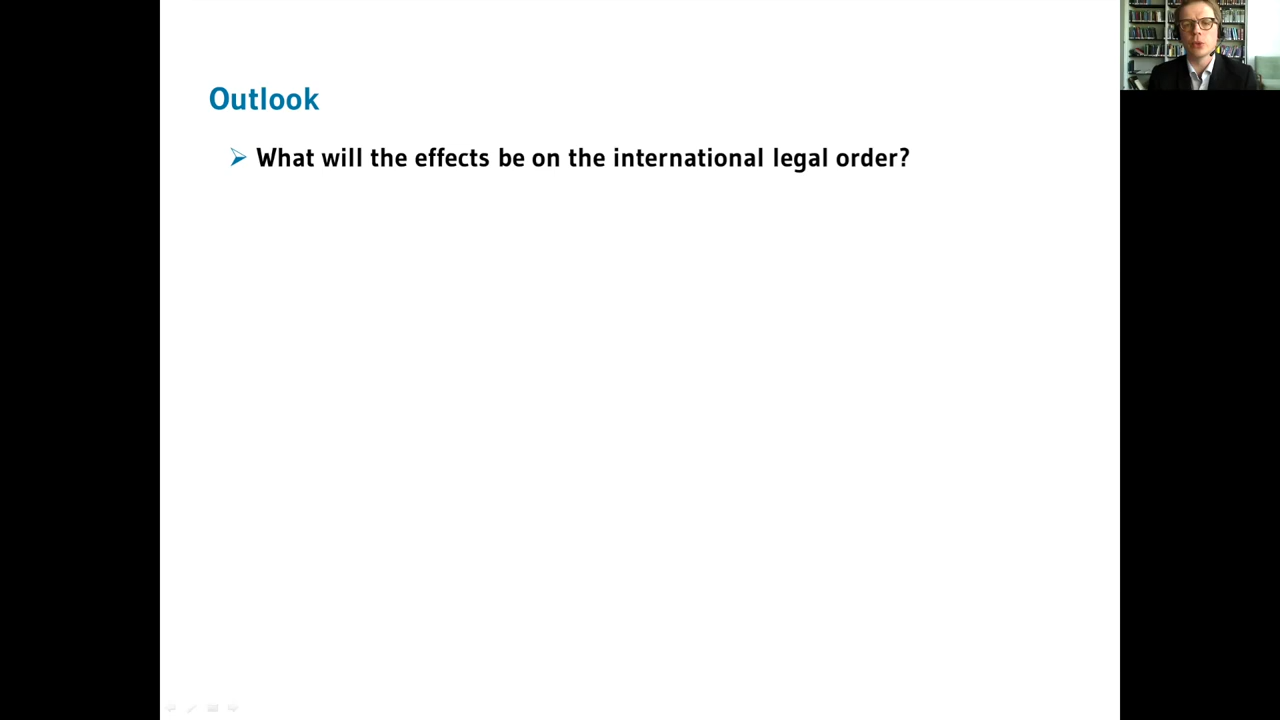 Outlook
What will the effects be on the international legal order?